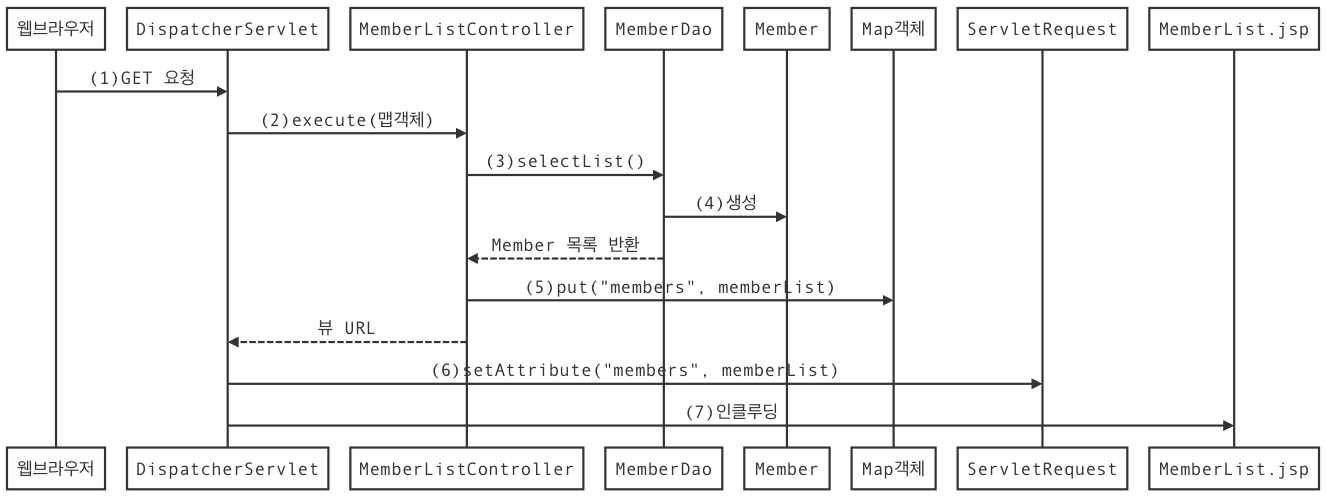 웹브라우저
DispatcherServlet
MemberListController
MemberDao
Member
Map객체
ServletRequest
MemberList.jsp
(1)GET 요청
(2)execute(맵객체)
(3)selectList()
(4)생성
Member 목록 반환
(5)put("members", memberList)
뷰 URL
(6)setAttribute("members", memberList)
(7)인클루딩
웹브라우저
DispatcherServlet
MemberListController
MemberDao
Member
Map객체
ServletRequest
MemberList.jsp